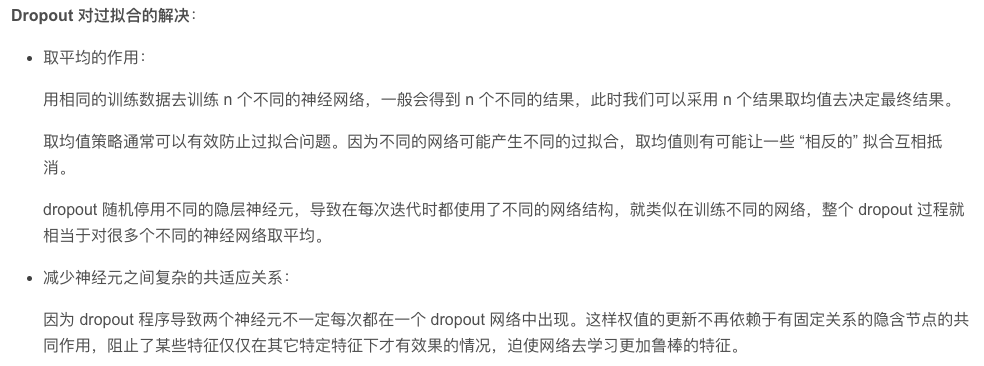 Dropout 对过拟合的解决：
取平均的作用：
用相同的训练数据去训练 n 个不同的神经网络，一般会得到 n 个不同的结果，此时我们可以采用 n 个结果取均值去决定最终结果。
取均值策略通常可以有效防止过拟合问题。因为不同的网络可能产生不同的过拟合，取均值则有可能让一些 “相反的” 拟合互相抵
消。
dropout 随机停用不同的隐层神经元，导致在每次迭代时都使用了不同的网络结构，就类似在训练不同的网络，整个 dropout 过程就
相当于对很多个不同的神经网络取平均。
减少神经元之间复杂的共适应关系：
因为 dropout 程序导致两个神经元不一定每次都在一个 dropout 网络中出现。这样权值的更新不再依赖于有固定关系的隐含节点的共
同作用，阻止了某些特征仅仅在其它特定特征下才有效果的情况，迫使网络去学习更加鲁棒的特征。